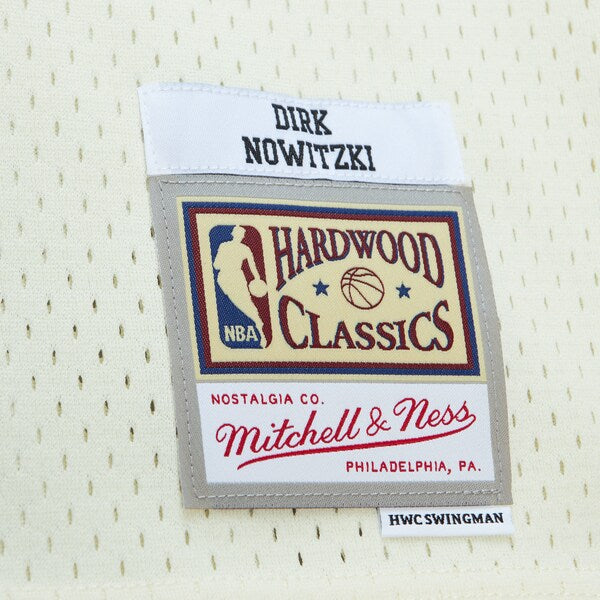 DIRK
NOWITZKI
HARDWOOD
NBA
CLASSICS
NOSTALGIA CO.
Mitchell & Ness
PHILADELPHIA, PA.
HWC SWINGMAN